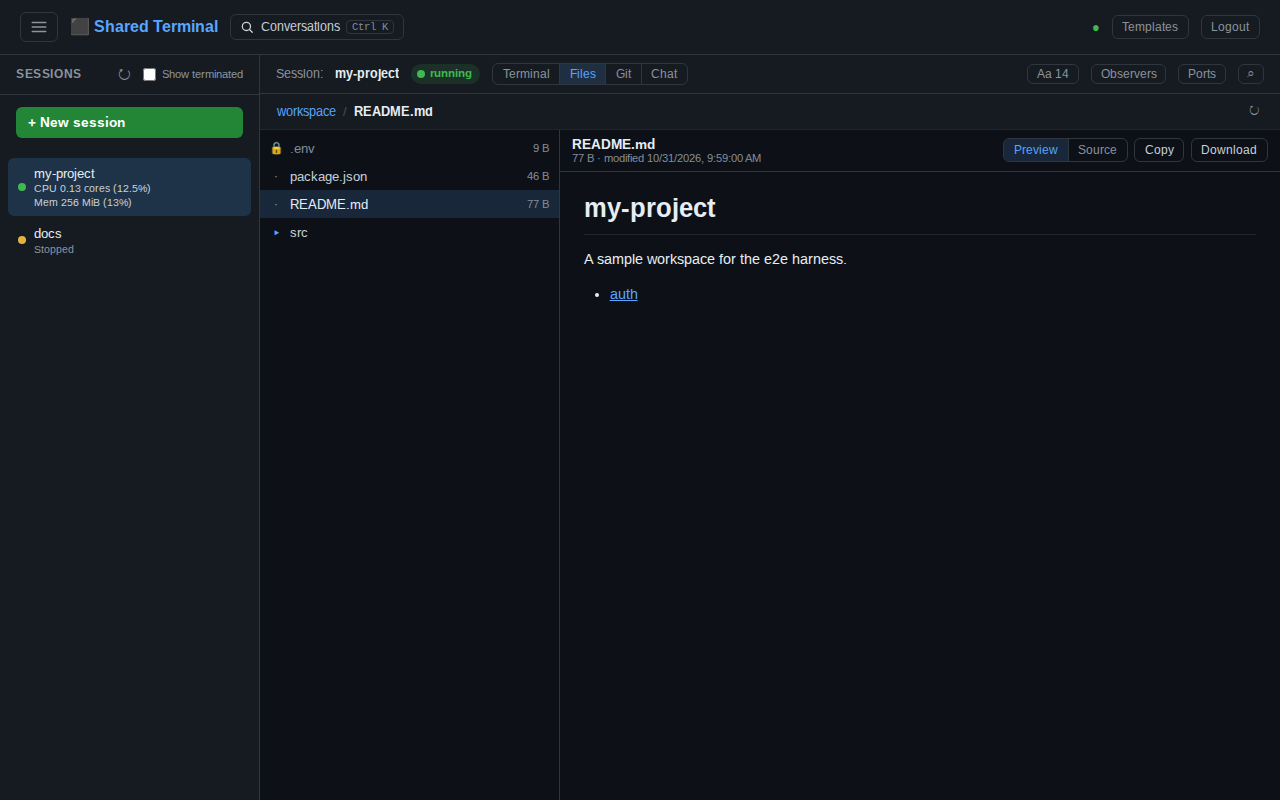 Shared Terminal
Conversations Ctrl K
Templates
Logout
SESSIONS
Show terminated
+ New session
my-project
CPU 0.13 cores (12.5%)
Mem 256 MiB (13%)
docs
Stopped
Session: my-project running
Terminal Files Git Chat
Aa 14
Observers
Ports
workspace / README.md
.env 9 B
package.json 46 B
README.md 77 B
src
README.md
77 B · modified 10/31/2026, 9:59:00 AM
Preview Source Copy Download
my-project
A sample workspace for the e2e harness.
• auth